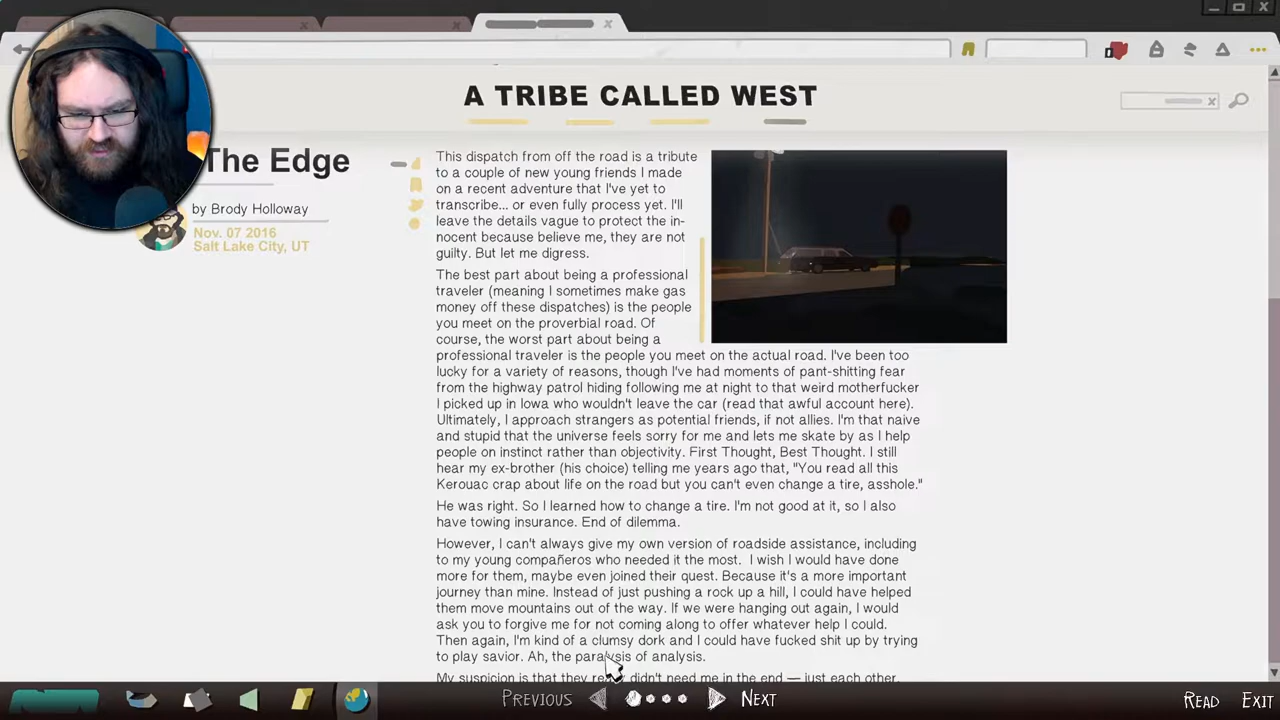 A TRIBE CALLED WEST
The Edge
by Brody Holloway
Nov. 07 2016
Salt Lake City, UT
This dispatch from off the road is a tribute
to a couple of new young friends I made
on a recent adventure that I've yet to
transcribe... or even fully process yet. I'll
leave the details vague to protect the in-
nocent because believe me, they are not
guilty. But let me digress.
The best part about being a professional
traveler (meaning I sometimes make gas
money off these dispatches) is the people
you meet on the proverbial road. Of
course, the worst part about being a
professional traveler is the people you meet on the actual road. I've been too
lucky for a variety of reasons, though I've had moments of pant-shitting fear
from the highway patrol hiding following me at night to that weird motherfucker
I picked up in Iowa who wouldn't leave the car (read that awful account here).
Ultimately, I approach strangers as potential friends, if not allies. I'm that naive
and stupid that the universe feels sorry for me and lets me skate by as I help
people on instinct rather than objectivity. First Thought, Best Thought. I still
hear my ex-brother (his choice) telling me years ago that, "You read all this
Kerouac crap about life on the road but you can't even change a tire, asshole."
He was right. So I learned how to change a tire. I'm not good at it, so I also
have towing insurance. End of dilemma.
However, I can't always give my own version of roadside assistance, including
to my young compañeros who needed it the most. I wish I would have done
more for them, maybe even joined their quest. Because it's a more important
journey than mine. Instead of just pushing a rock up a hill, I could have helped
them move mountains out of the way. If we were hanging out again, I would
ask you to forgive me for not coming along to offer whatever help I could.
Then again, I'm kind of a clumsy dork and I could have fucked shit up by trying
to play savior. Ah, the paralysis of analysis.
My suspicion is that they didn't need me in the end — just each other.
PREVIOUS
NEXT
READ
EXIT